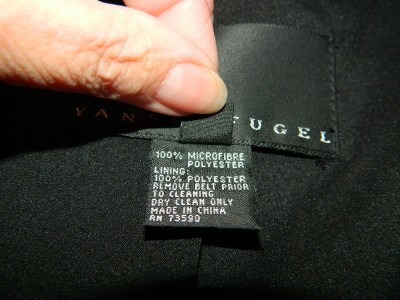 YAN FUGEL
100% MICROFIBRE
POLYESTER
LINING:
100% POLYESTER
REMOVE BELT PRIOR
TO CLEANING
DRY CLEAN ONLY
MADE IN CHINA
RN 73590